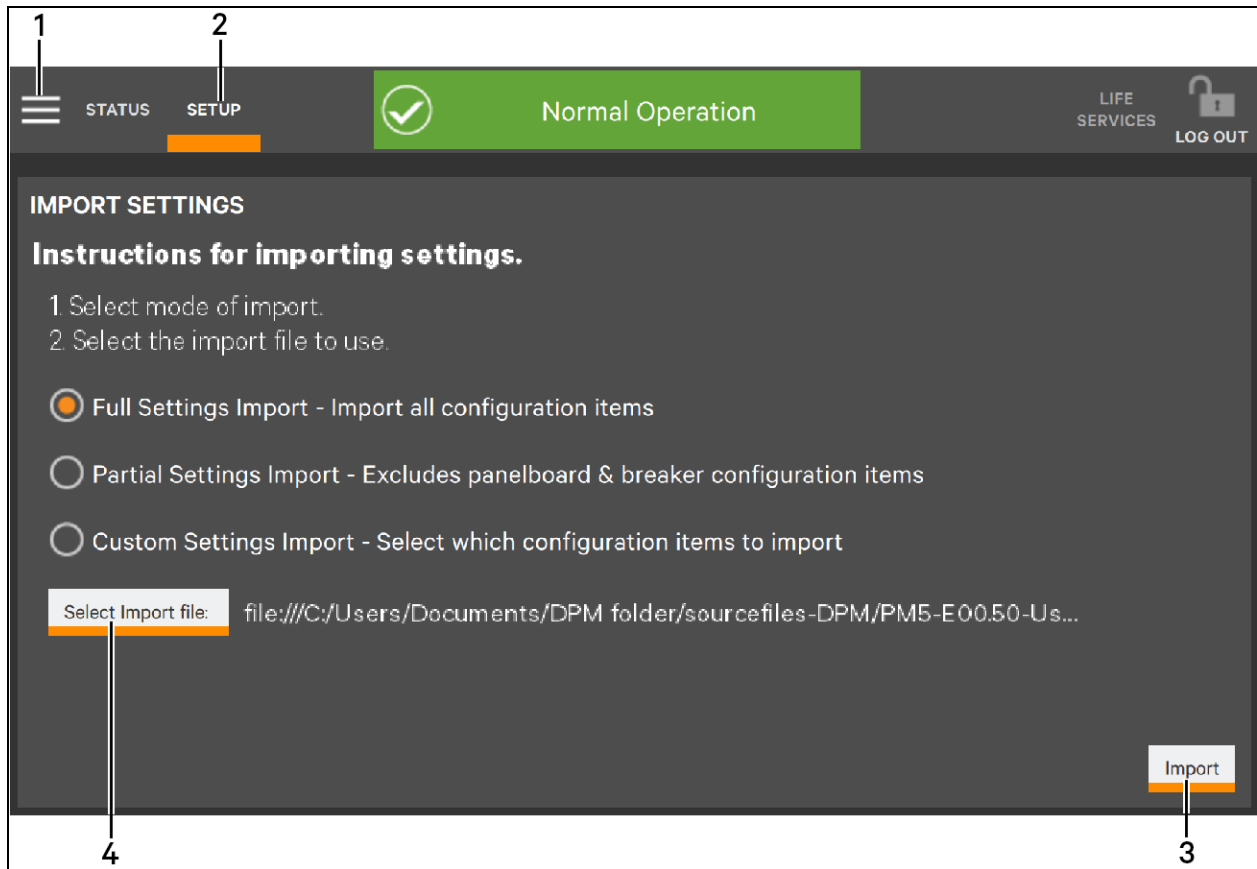 1 2
STATUS SETUP Normal Operation LIFE
SERVICES
LOG OUT
IMPORT SETTINGS
Instructions for importing settings.
1. Select mode of import.
2. Select the import file to use.
Full Settings Import - Import all configuration items
Partial Settings Import - Excludes panelboard & breaker configuration items
Custom Settings Import - Select which configuration items to import
Select Import file: file:///C:/Users/Documents/DPM folder/sourcefiles-DPM/PM5-E00.50-Us...
Import
4 3